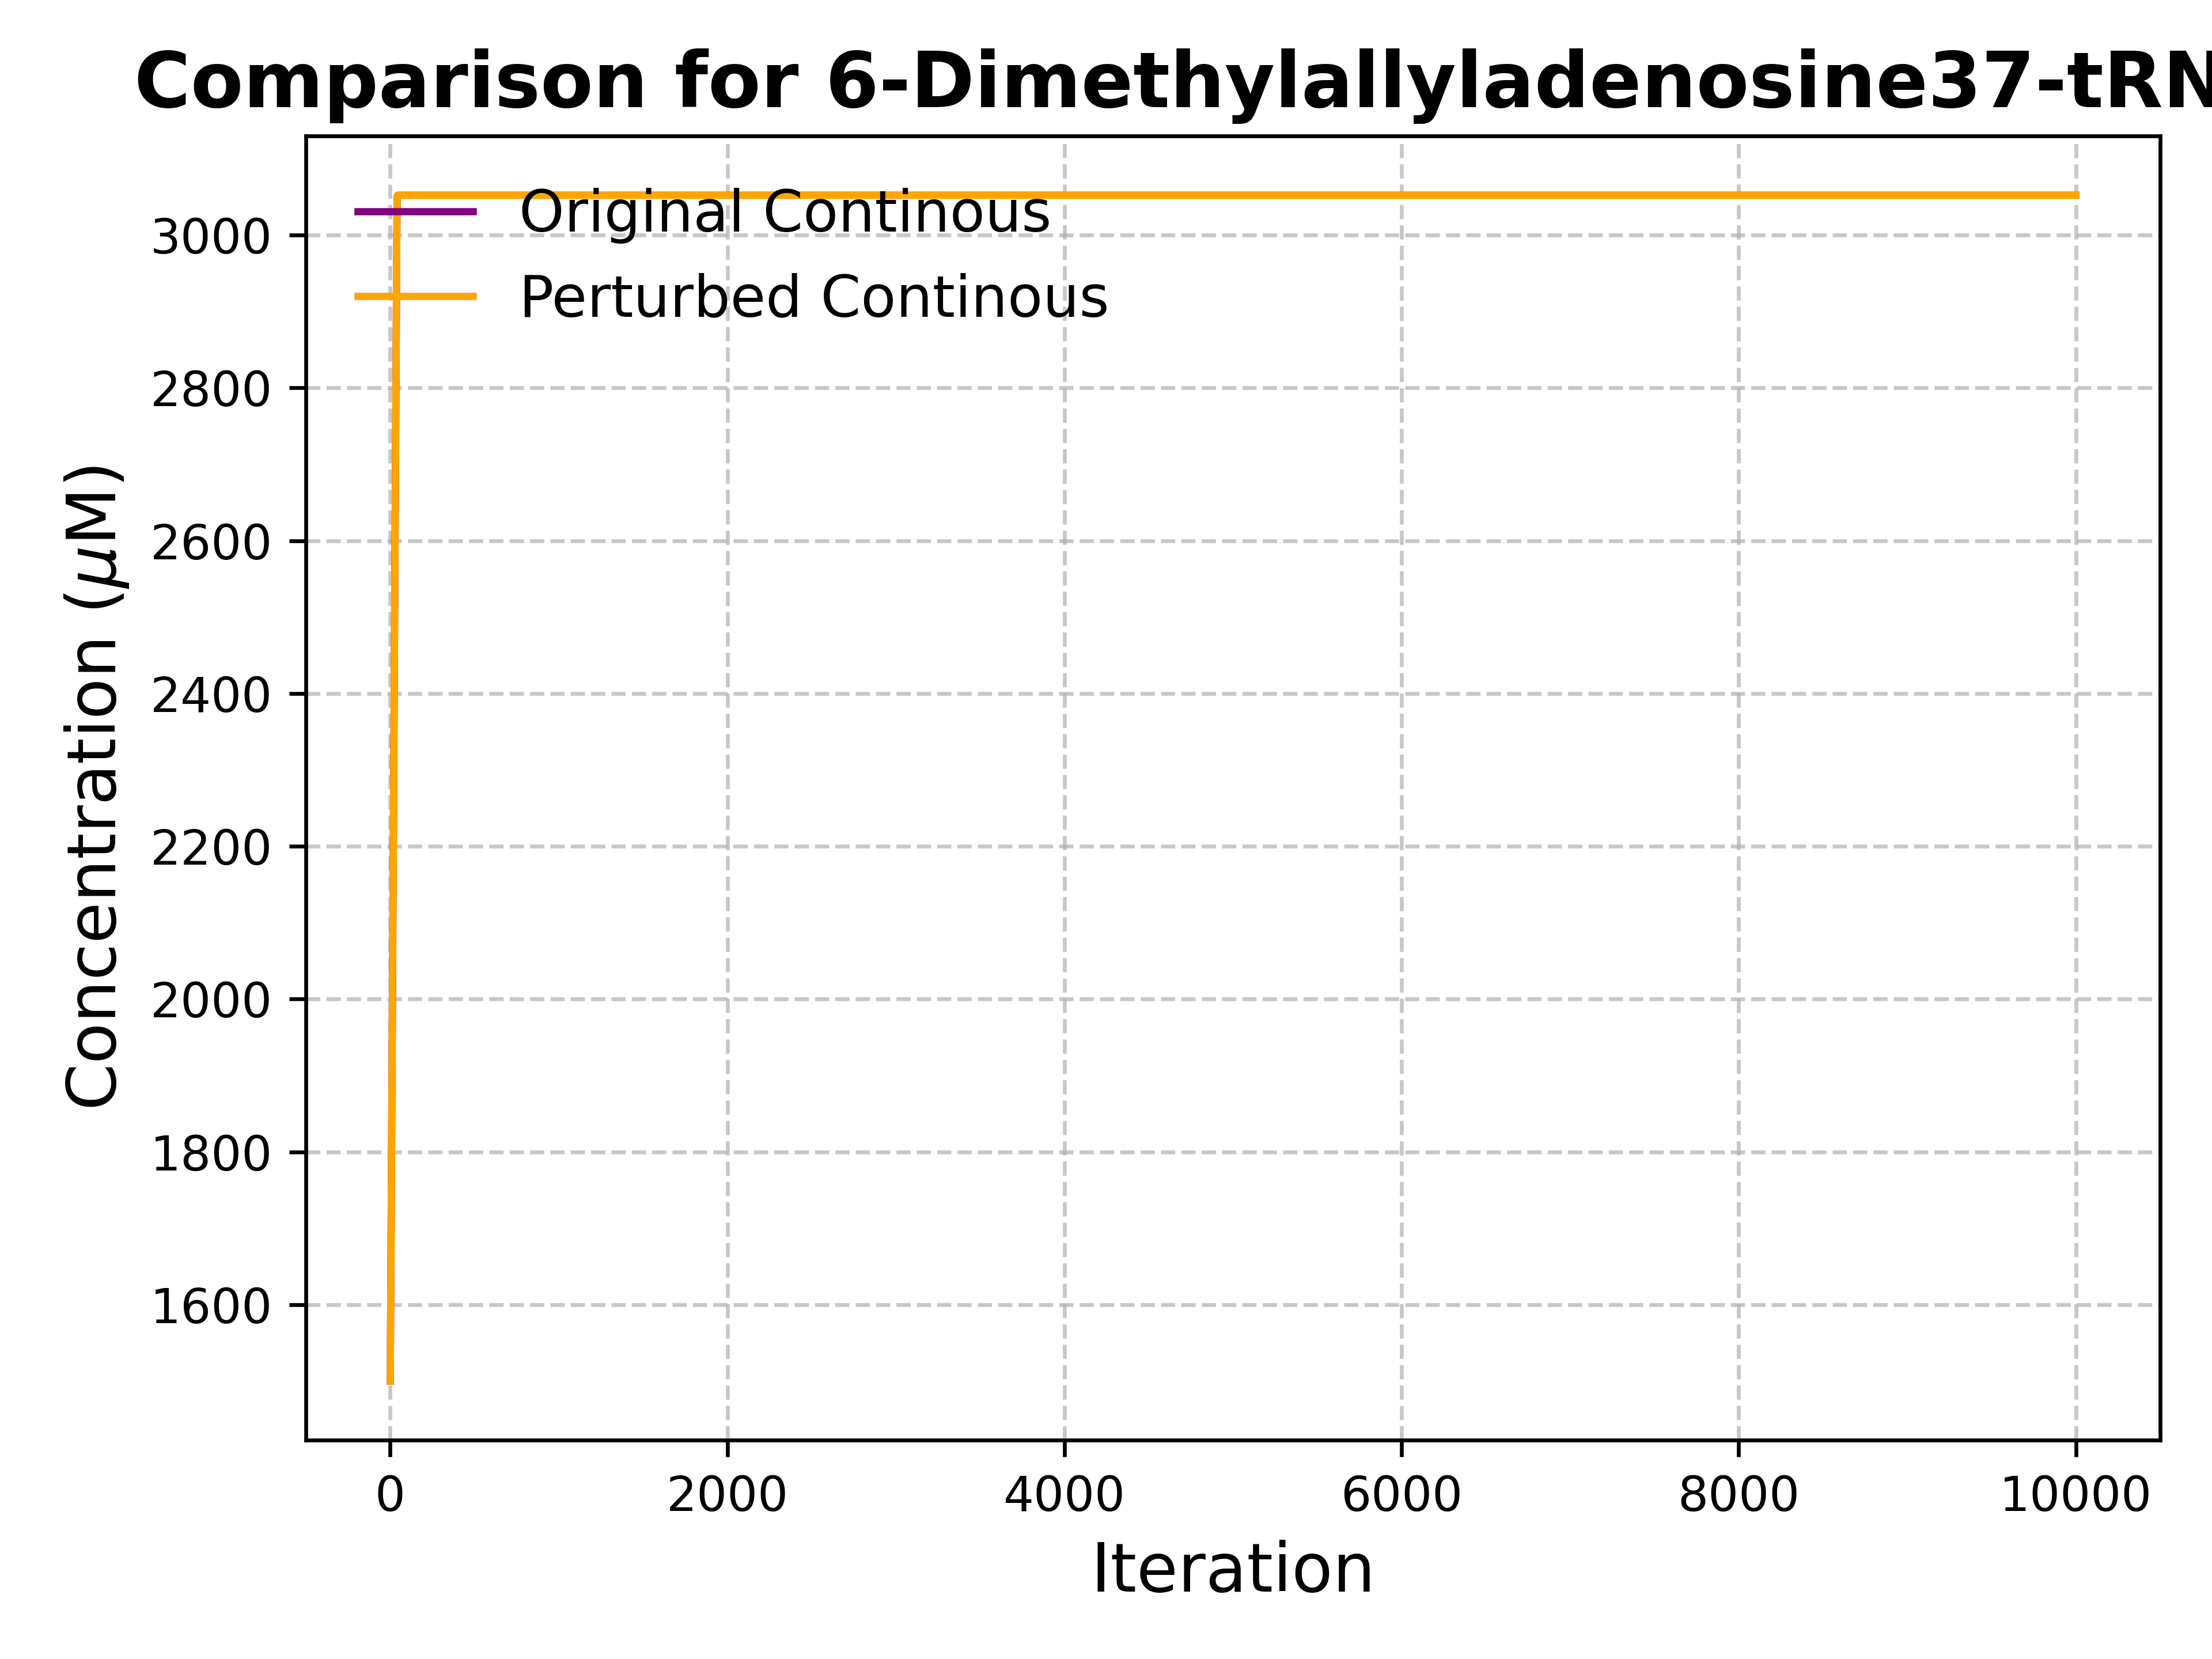 Comparison for 6-Dimethylallyladenosine37-tRN
Original Continous
Perturbed Continous
Concentration (μM)
3000
2800
2600
2400
2200
2000
1800
1600
0 2000 4000 6000 8000 10000
Iteration